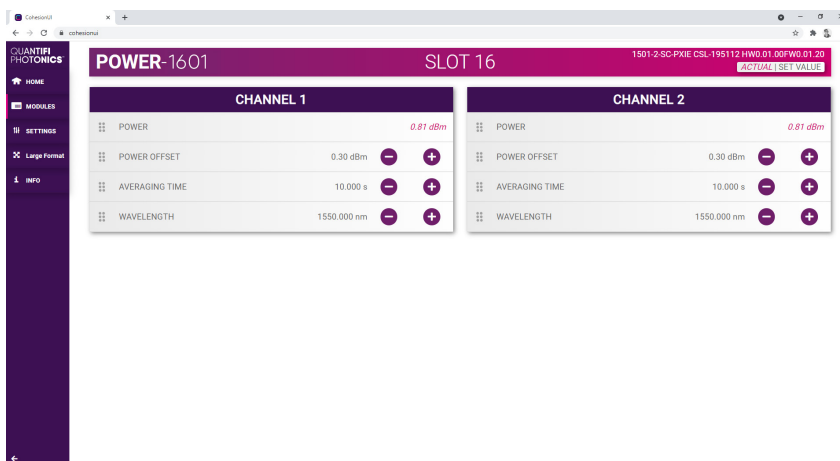 CohesionUI
cohesionui
QUANTIFI
PHOTONICS
HOME
MODULES
SETTINGS
Large Format
INFO
POWER-1601
SLOT 16
1501-2-SC-PXIE CSL-195112 HW0.01.00FW0.01.20
ACTUAL | SET VALUE
CHANNEL 1
POWER 0.81 dBm
POWER OFFSET 0.30 dBm
AVERAGING TIME 10.000 s
WAVELENGTH 1550.000 nm
CHANNEL 2
POWER 0.81 dBm
POWER OFFSET 0.30 dBm
AVERAGING TIME 10.000 s
WAVELENGTH 1550.000 nm